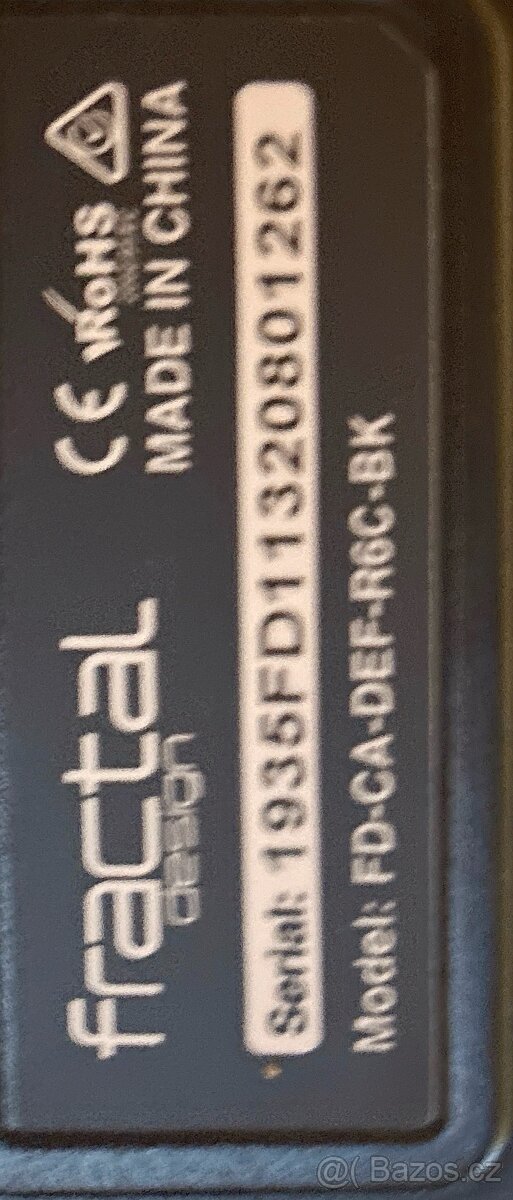 fractal
design
CE RoHS
MADE IN CHINA
Serial: 1935FD11320801262
Model: FD-CA-DEF-R6C-BK
@( Bazos.cz